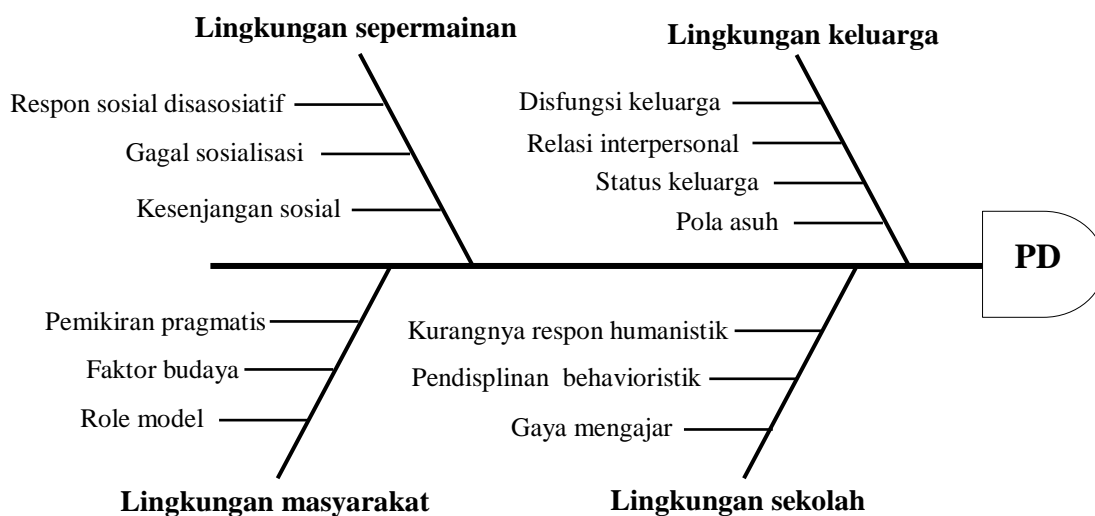 Lingkungan sepermainan
Respon sosial disasosiatif
Gagal sosialisasi
Kesenjangan sosial
Lingkungan keluarga
Disfungsi keluarga
Relasi interpersonal
Status keluarga
Pola asuh
PD
Pemikiran pragmatis
Faktor budaya
Role model
Lingkungan masyarakat
Kurangnya respon humanistik
Pendisplinan behavioristik
Gaya mengajar
Lingkungan sekolah